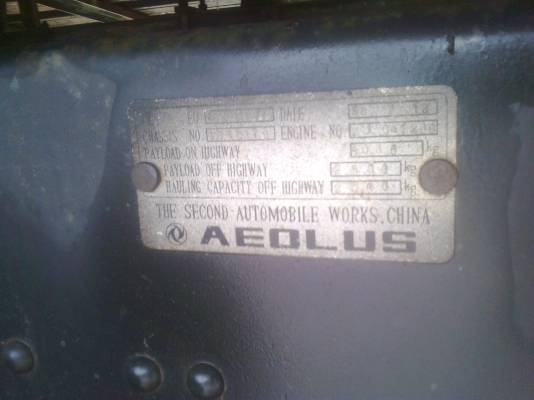 EQ DATE
CHASSIS NO. ENGINE NO
PAYLOAD ON HIGHWAY kg
PAYLOAD OFF HIGHWAY kg
HAULING CAPACITY OFF HIGHWAY kg
THE SECOND AUTOMOBILE WORKS.CHINA
AEOLUS